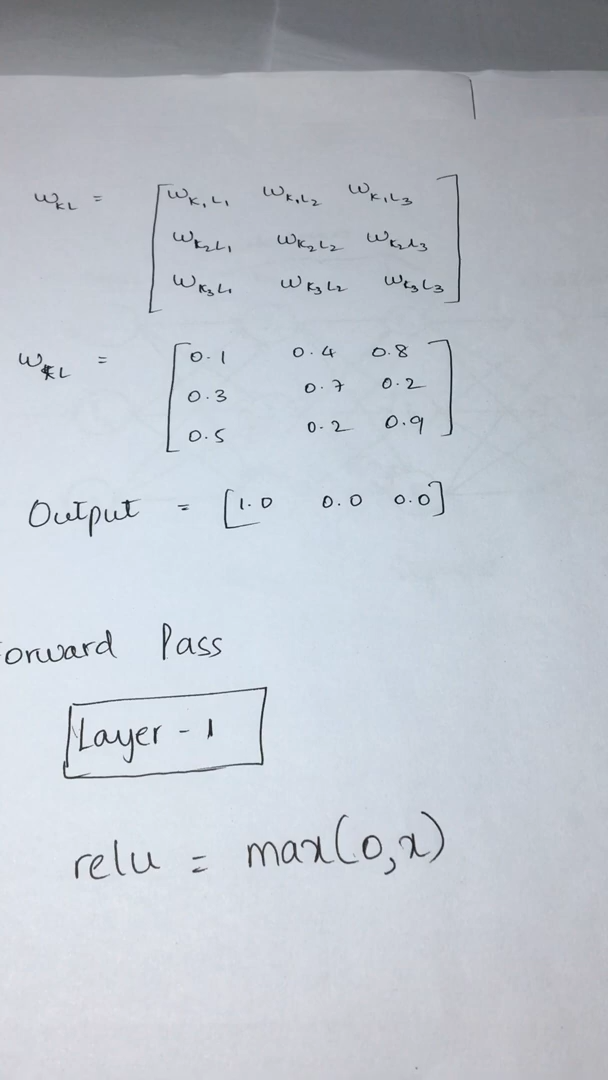 w_KL = [w_K₁L₁ w_K₁L₂ w_K₁L₃
w_K₂L₁ w_K₂L₂ w_K₂L₃
w_K₃L₁ w_K₃L₂ w_K₃L₃]
w_KL = [0.1 0.4 0.8
0.3 0.7 0.2
0.5 0.2 0.9]
Output = [1.0 0.0 0.0]
orward Pass
Layer - 1
relu = max(0,x)